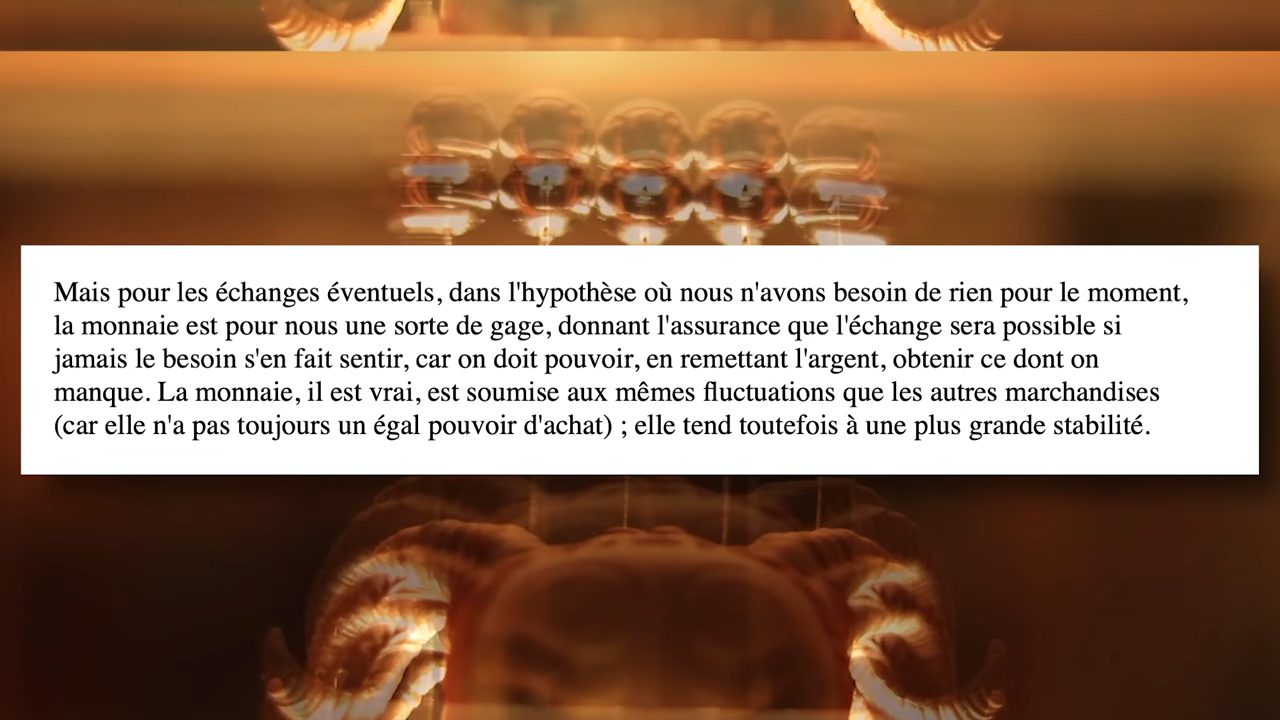 Mais pour les échanges éventuels, dans l'hypothèse où nous n'avons besoin de rien pour le moment,
la monnaie est pour nous une sorte de gage, donnant l'assurance que l'échange sera possible si
jamais le besoin s'en fait sentir, car on doit pouvoir, en remettant l'argent, obtenir ce dont on
manque. La monnaie, il est vrai, est soumise aux mêmes fluctuations que les autres marchandises
(car elle n'a pas toujours un égal pouvoir d'achat) ; elle tend toutefois à une plus grande stabilité.